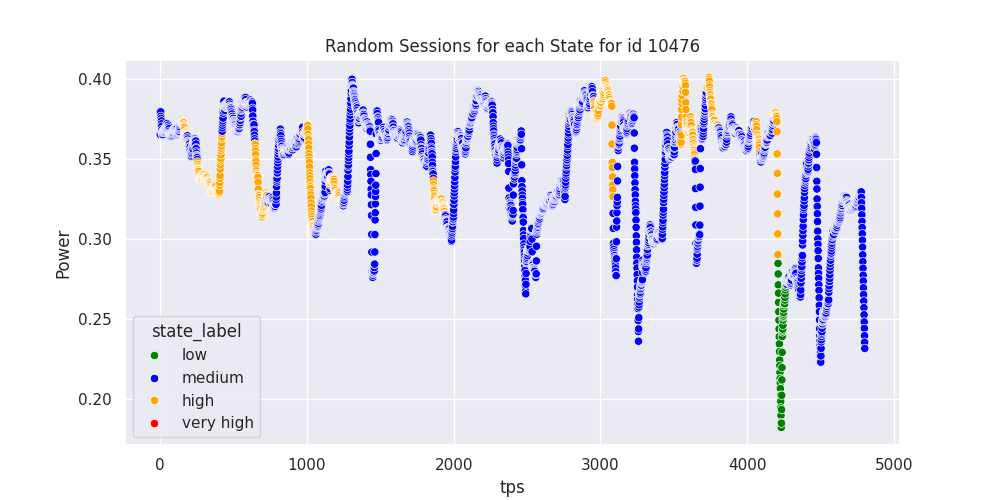 Random Sessions for each State for id 10476
Power
0.40
0.35
0.30
0.25
0.20
state_label
low
medium
high
very high
0 1000 2000 3000 4000 5000
tps